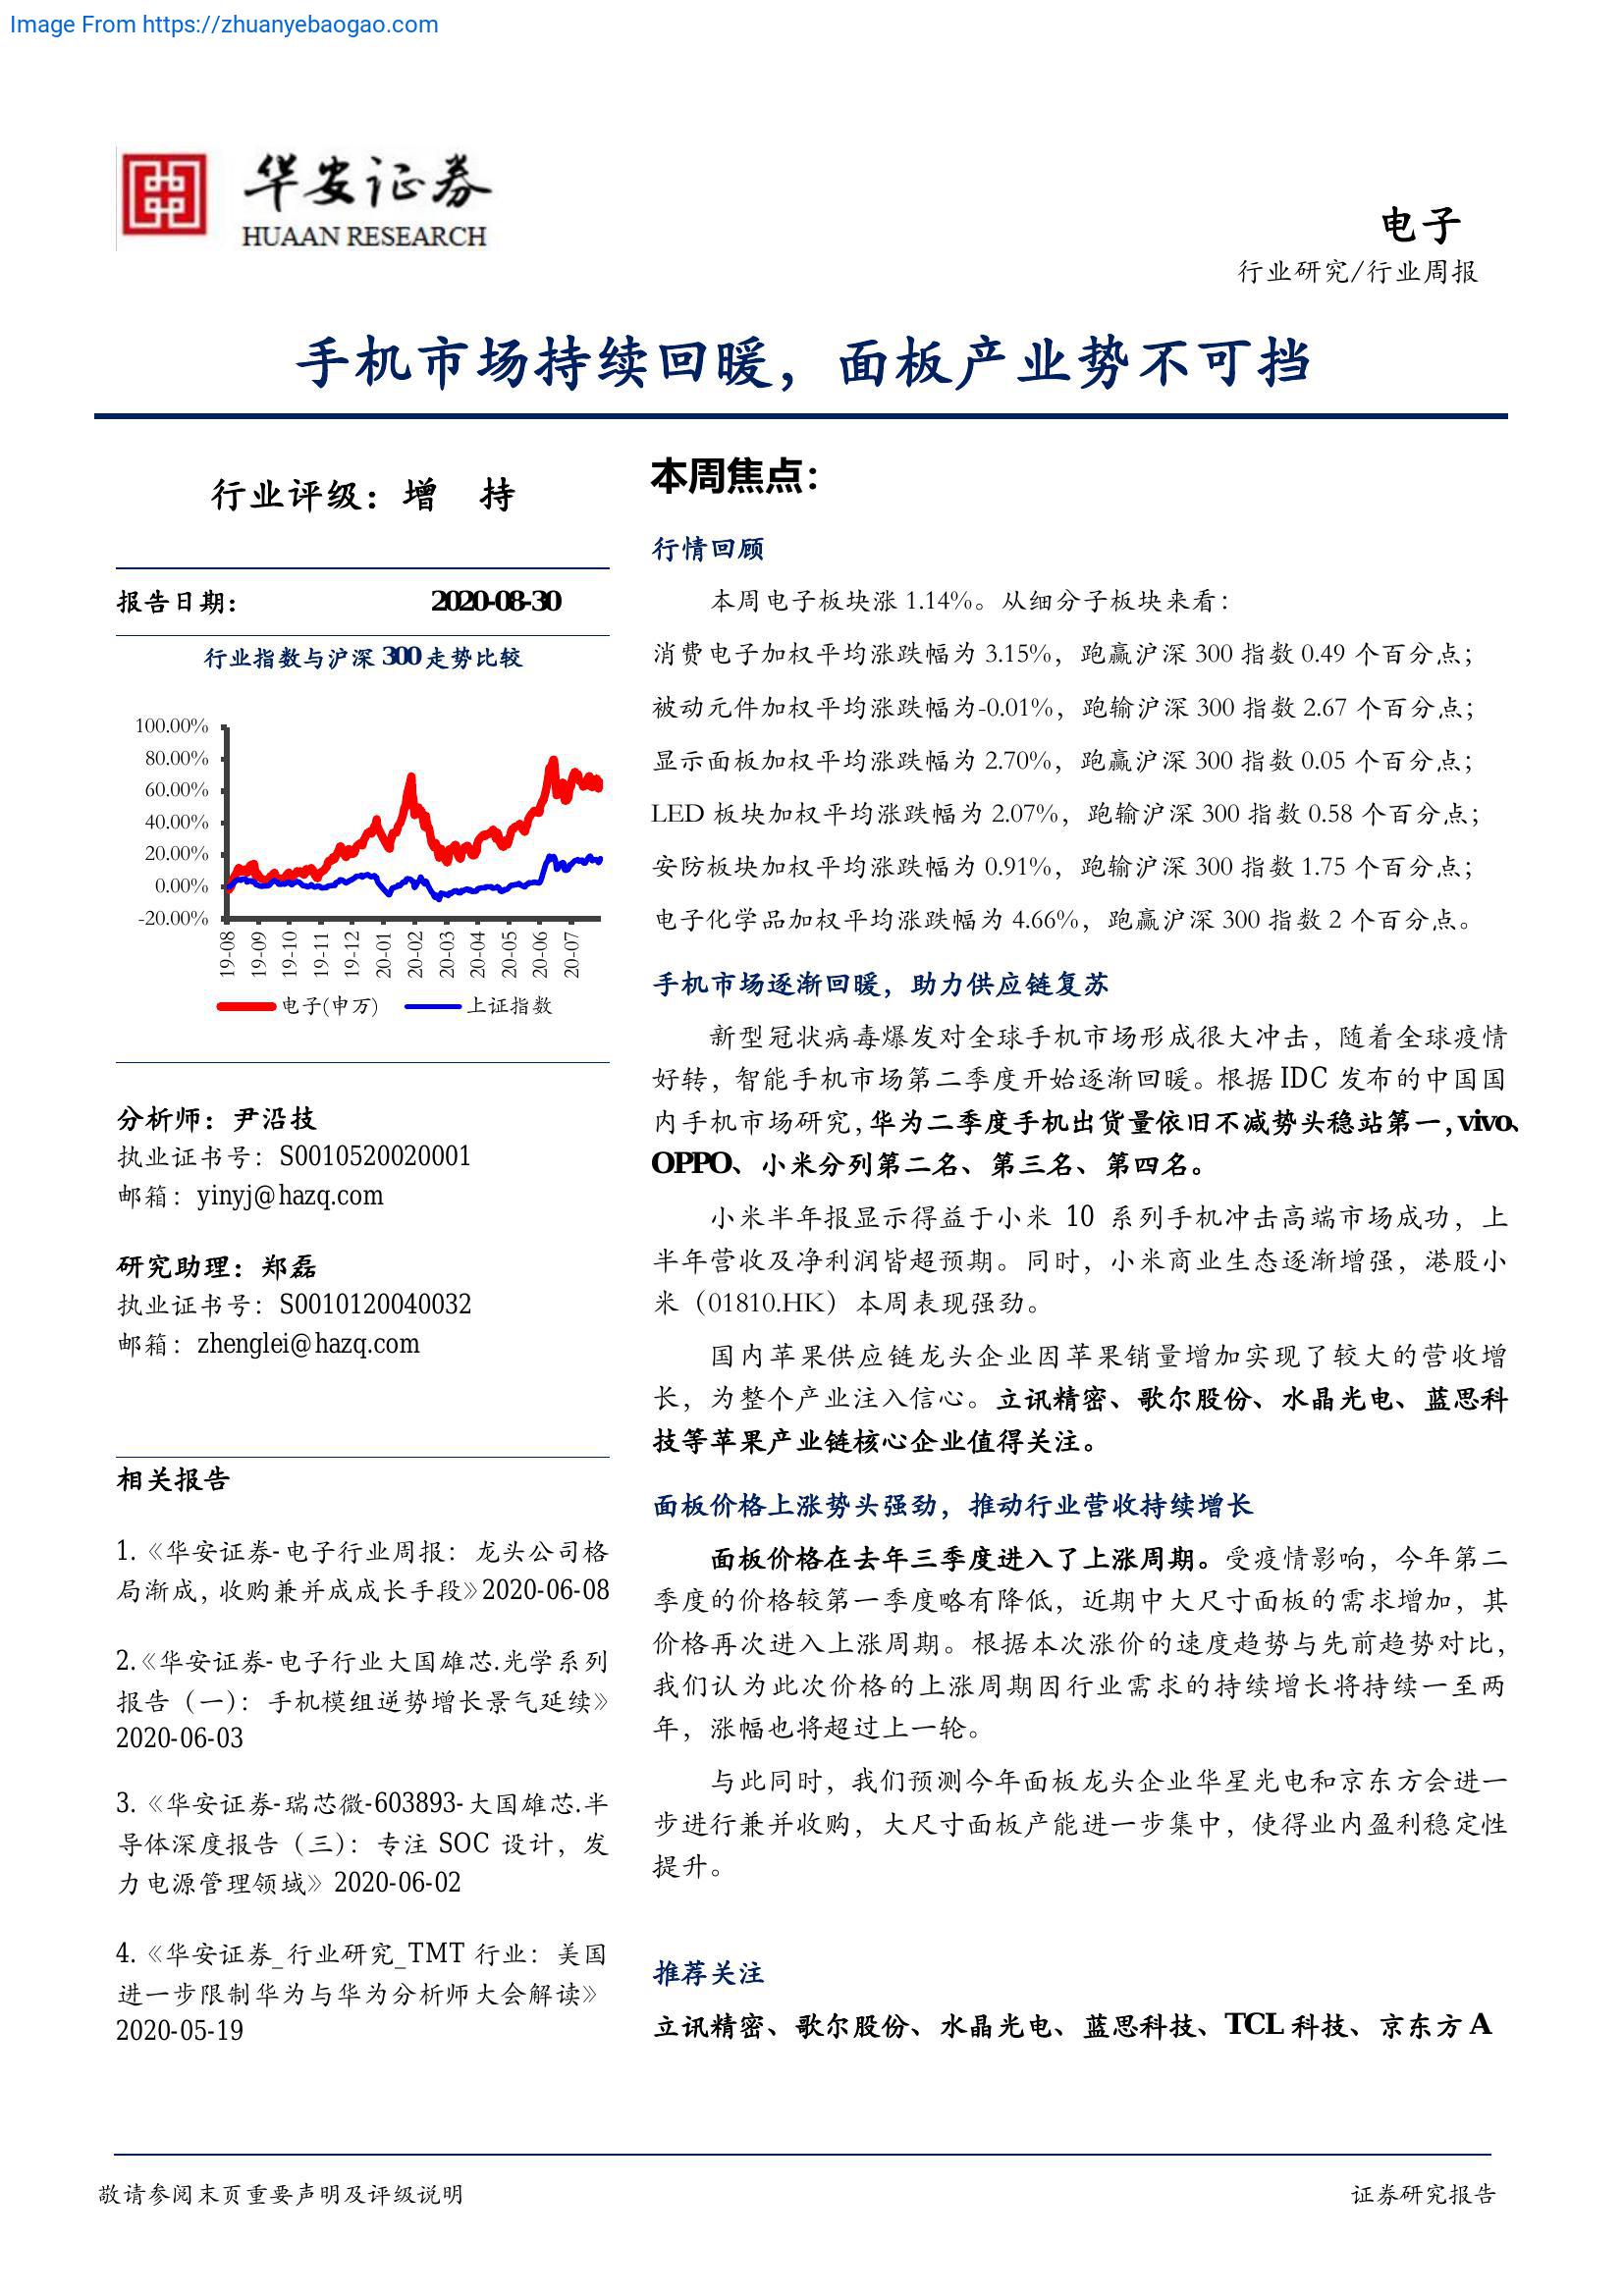 Image From https://zhuanyebaogao.com
华安证券
HUAAN RESEARCH
电子
行业研究/行业周报
手机市场持续回暖，面板产业势不可挡
行业评级：增 持
报告日期： 2020-08-30
行业指数与沪深 300 走势比较
100.00%
80.00%
60.00%
40.00%
20.00%
0.00%
-20.00%
19-08
19-09
19-10
19-11
19-12
20-01
20-02
20-03
20-04
20-05
20-06
20-07
电子(申万) 上证指数
分析师：尹沿技
执业证书号：S0010520020001
邮箱：yinyj@hazq.com
研究助理：郑磊
执业证书号：S0010120040032
邮箱：zhenglei@hazq.com
相关报告
1.《华安证券-电子行业周报：龙头公司格
局渐成，收购兼并成成长手段》2020-06-08
2.《华安证券-电子行业大国雄芯.光学系列
报告（一）：手机模组逆势增长景气延续》
2020-06-03
3.《华安证券-瑞芯微-603893-大国雄芯.半
导体深度报告（三）：专注 SOC 设计，发
力电源管理领域》2020-06-02
4.《华安证券_行业研究_TMT 行业：美国
进一步限制华为与华为分析师大会解读》
2020-05-19
本周焦点：
行情回顾
本周电子板块涨 1.14%。从细分子板块来看：
消费电子加权平均涨跌幅为 3.15%，跑赢沪深 300 指数 0.49 个百分点；
被动元件加权平均涨跌幅为-0.01%，跑输沪深 300 指数 2.67 个百分点；
显示面板加权平均涨跌幅为 2.70%，跑赢沪深 300 指数 0.05 个百分点；
LED 板块加权平均涨跌幅为 2.07%，跑输沪深 300 指数 0.58 个百分点；
安防板块加权平均涨跌幅为 0.91%，跑输沪深 300 指数 1.75 个百分点；
电子化学品加权平均涨跌幅为 4.66%，跑赢沪深 300 指数 2 个百分点。
手机市场逐渐回暖，助力供应链复苏
新型冠状病毒爆发对全球手机市场形成很大冲击，随着全球疫情
好转，智能手机市场第二季度开始逐渐回暖。根据 IDC 发布的中国国
内手机市场研究，华为二季度手机出货量依旧不减势头稳站第一，vivo、
OPPO、小米分列第二名、第三名、第四名。
小米半年报显示得益于小米 10 系列手机冲击高端市场成功，上
半年营收及净利润皆超预期。同时，小米商业生态逐渐增强，港股小
米（01810.HK）本周表现强劲。
国内苹果供应链龙头企业因苹果销量增加实现了较大的营收增
长，为整个产业注入信心。立讯精密、歌尔股份、水晶光电、蓝思科
技等苹果产业链核心企业值得关注。
面板价格上涨势头强劲，推动行业营收持续增长
面板价格在去年三季度进入了上涨周期。受疫情影响，今年第二
季度的价格较第一季度略有降低，近期中大尺寸面板的需求增加，其
价格再次进入上涨周期。根据本次涨价的速度趋势与先前趋势对比，
我们认为此次价格的上涨周期因行业需求的持续增长将持续一至两
年，涨幅也将超过上一轮。
与此同时，我们预测今年面板龙头企业华星光电和京东方会进一
步进行兼并收购，大尺寸面板产能进一步集中，使得业内盈利稳定性
提升。
推荐关注
立讯精密、歌尔股份、水晶光电、蓝思科技、TCL 科技、京东方 A
敬请参阅末页重要声明及评级说明
证券研究报告